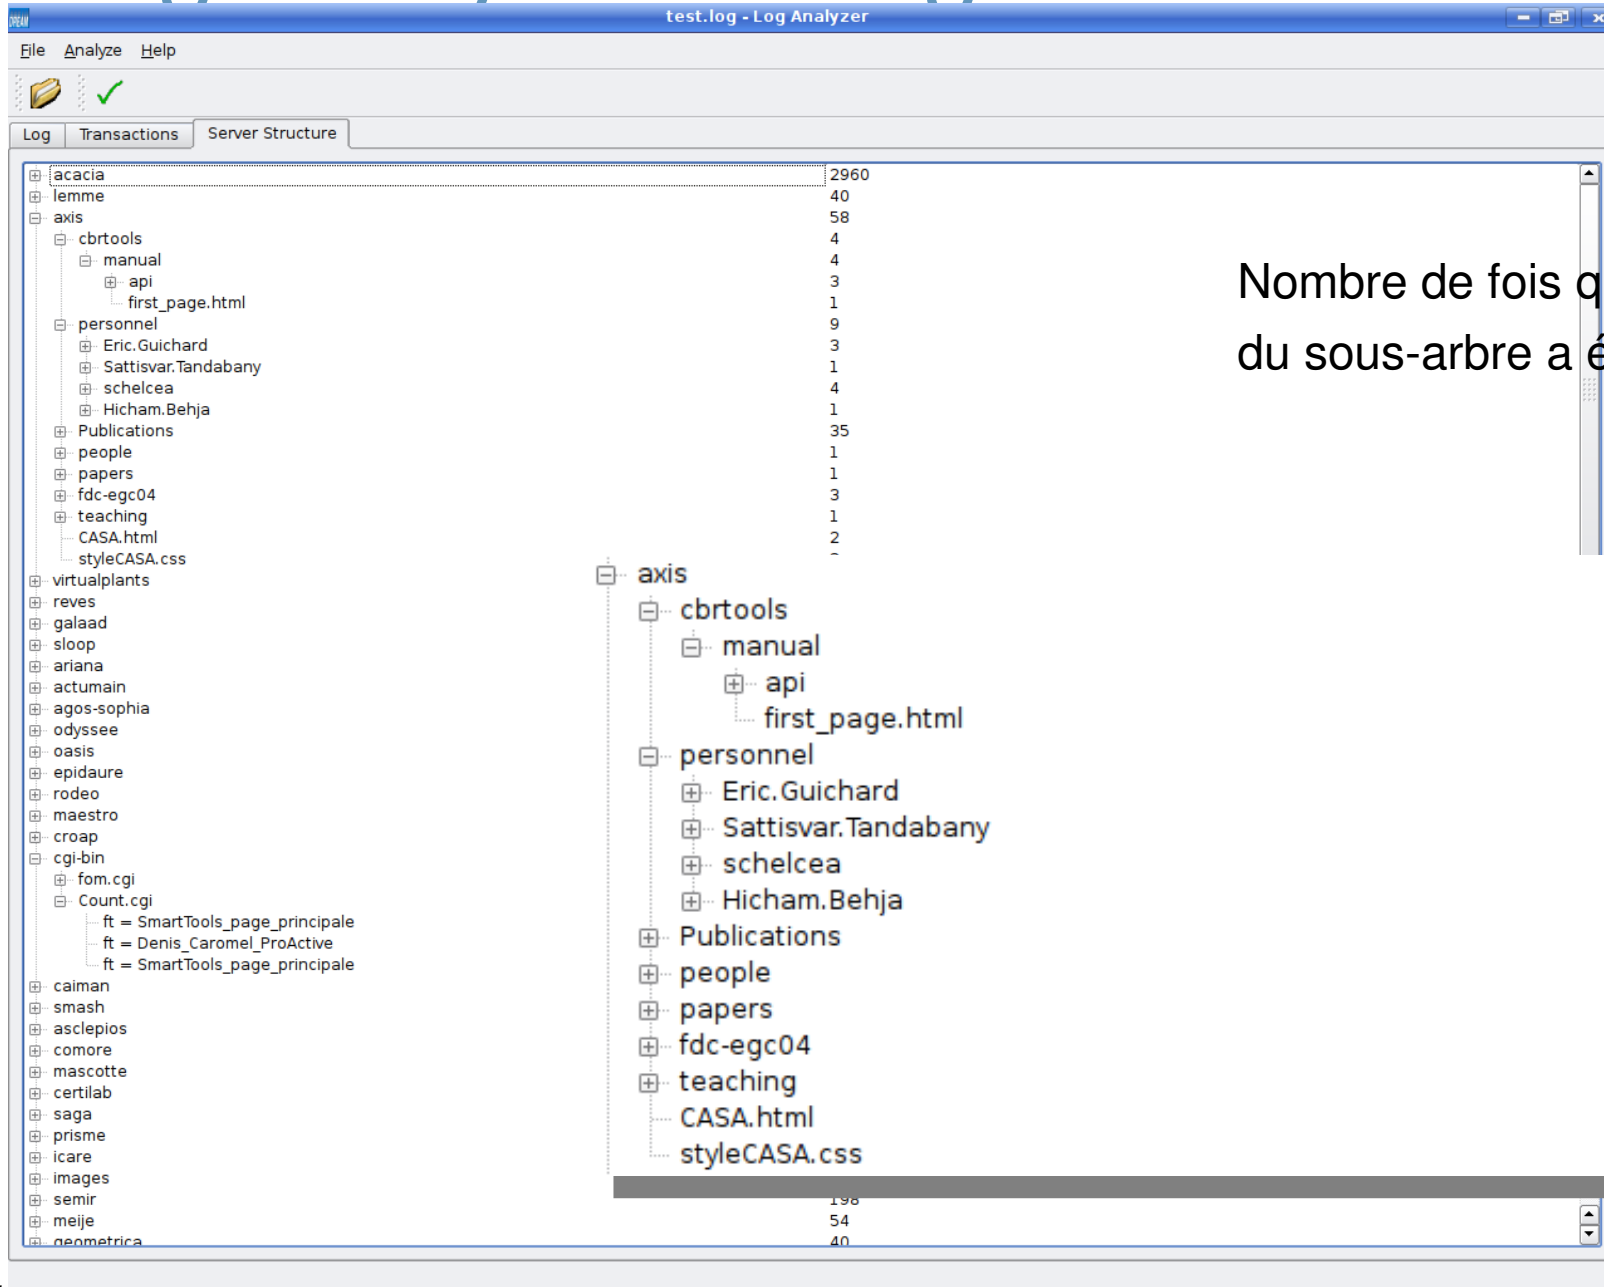 test.log - Log Analyzer
File Analyze Help
Log Transactions Server Structure
acacia 2960
lemme 40
axis 58
cbrtools 4
manual 4
api 3
first_page.html 1
personnel 9
Eric.Guichard 3
Sattisvar.Tandabany 1
schelcea 4
Hicham.Behja 1
Publications 35
people 1
papers 1
fdc-egc04 3
teaching 1
CASA.html 2
styleCASA.css
virtualplants
reves
galaad
sloop
ariana
actumain
agos-sophia
odyssee
oasis
epidaure
rodeo
maestro
croap
cgi-bin
fom.cgi
Count.cgi
ft = SmartTools_page_principale
ft = Denis_Caromel_ProActive
ft = SmartTools_page_principale
caiman
smash
asclepios
comore
mascotte
certilab
saga
prisme
icare
images
semir 198
meije 54
geometrica 40
Nombre de fois q
du sous-arbre a é
axis
cbrtools
manual
api
first_page.html
personnel
Eric.Guichard
Sattisvar.Tandabany
schelcea
Hicham.Behja
Publications
people
papers
fdc-egc04
teaching
CASA.html
styleCASA.css